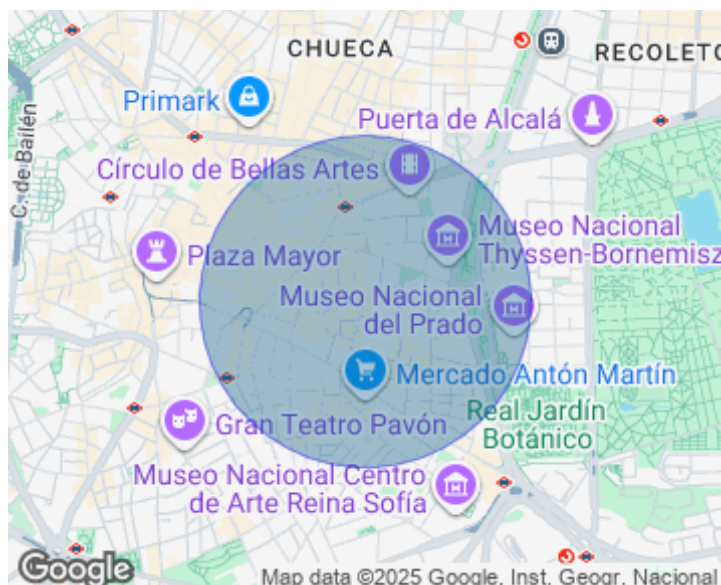 CHUECA
RECOLETO
Primark
Puerta de Alcalá
C. de Bailén
Círculo de Bellas Artes
Museo Nacional
Thyssen-Bornemisz
Plaza Mayor
Museo Nacional
del Prado
Mercado Antón Martín
Real Jardín
Botánico
Gran Teatro Pavón
Museo Nacional Centro
de Arte Reina Sofía
Google
Map data ©2025 Google, Inst. Geogr. Nacional